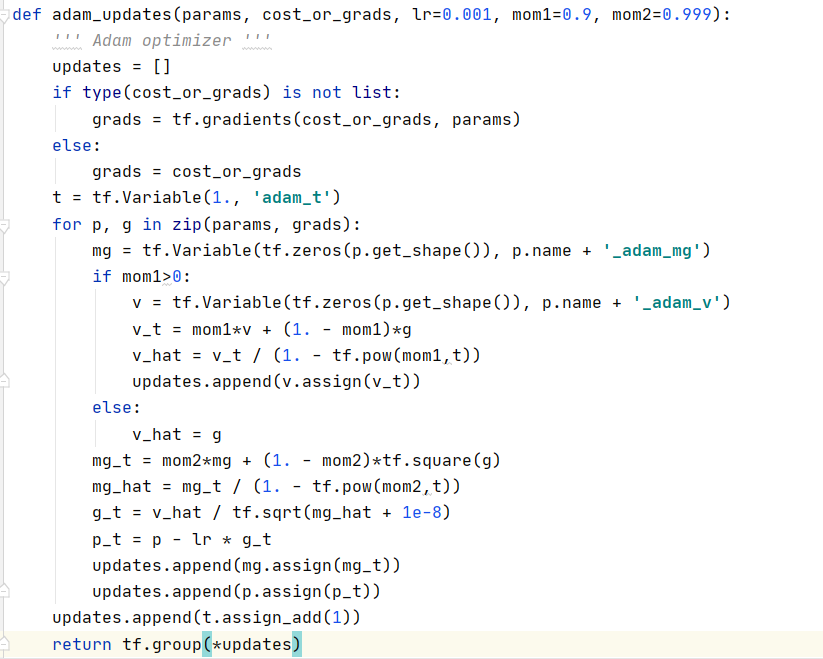 def adam_updates(params, cost_or_grads, lr=0.001, mom1=0.9, mom2=0.999):
    ''' Adam optimizer '''
    updates = []
    if type(cost_or_grads) is not list:
        grads = tf.gradients(cost_or_grads, params)
    else:
        grads = cost_or_grads
    t = tf.Variable(1., 'adam_t')
    for p, g in zip(params, grads):
        mg = tf.Variable(tf.zeros(p.get_shape()), p.name + '_adam_mg')
        if mom1>0:
            v = tf.Variable(tf.zeros(p.get_shape()), p.name + '_adam_v')
            v_t = mom1*v + (1. - mom1)*g
            v_hat = v_t / (1. - tf.pow(mom1,t))
            updates.append(v.assign(v_t))
        else:
            v_hat = g
        mg_t = mom2*mg + (1. - mom2)*tf.square(g)
        mg_hat = mg_t / (1. - tf.pow(mom2,t))
        g_t = v_hat / tf.sqrt(mg_hat + 1e-8)
        p_t = p - lr * g_t
        updates.append(mg.assign(mg_t))
        updates.append(p.assign(p_t))
    updates.append(t.assign_add(1))
    return tf.group(*updates)